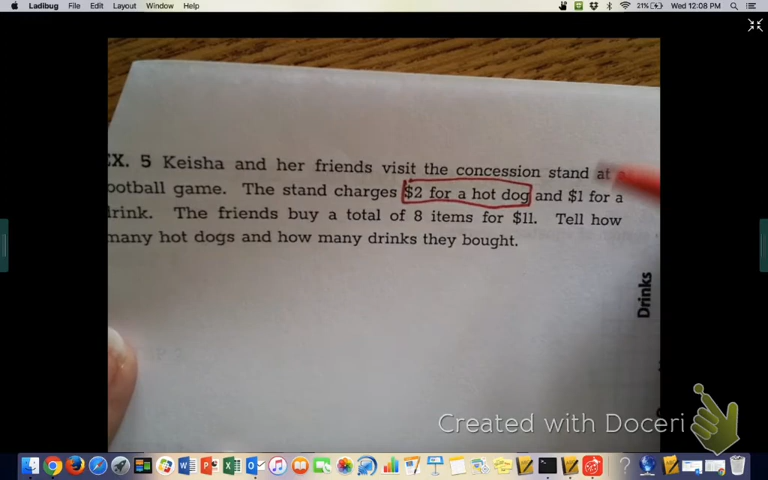 Ladibug File Edit Layout Window Help
21% Wed 12:08 PM
EX. 5 Keisha and her friends visit the concession stand at a
ootball game. The stand charges $2 for a hot dog and $1 for a
drink. The friends buy a total of 8 items for $11. Tell how
many hot dogs and how many drinks they bought.
Drinks
Created with Doceri